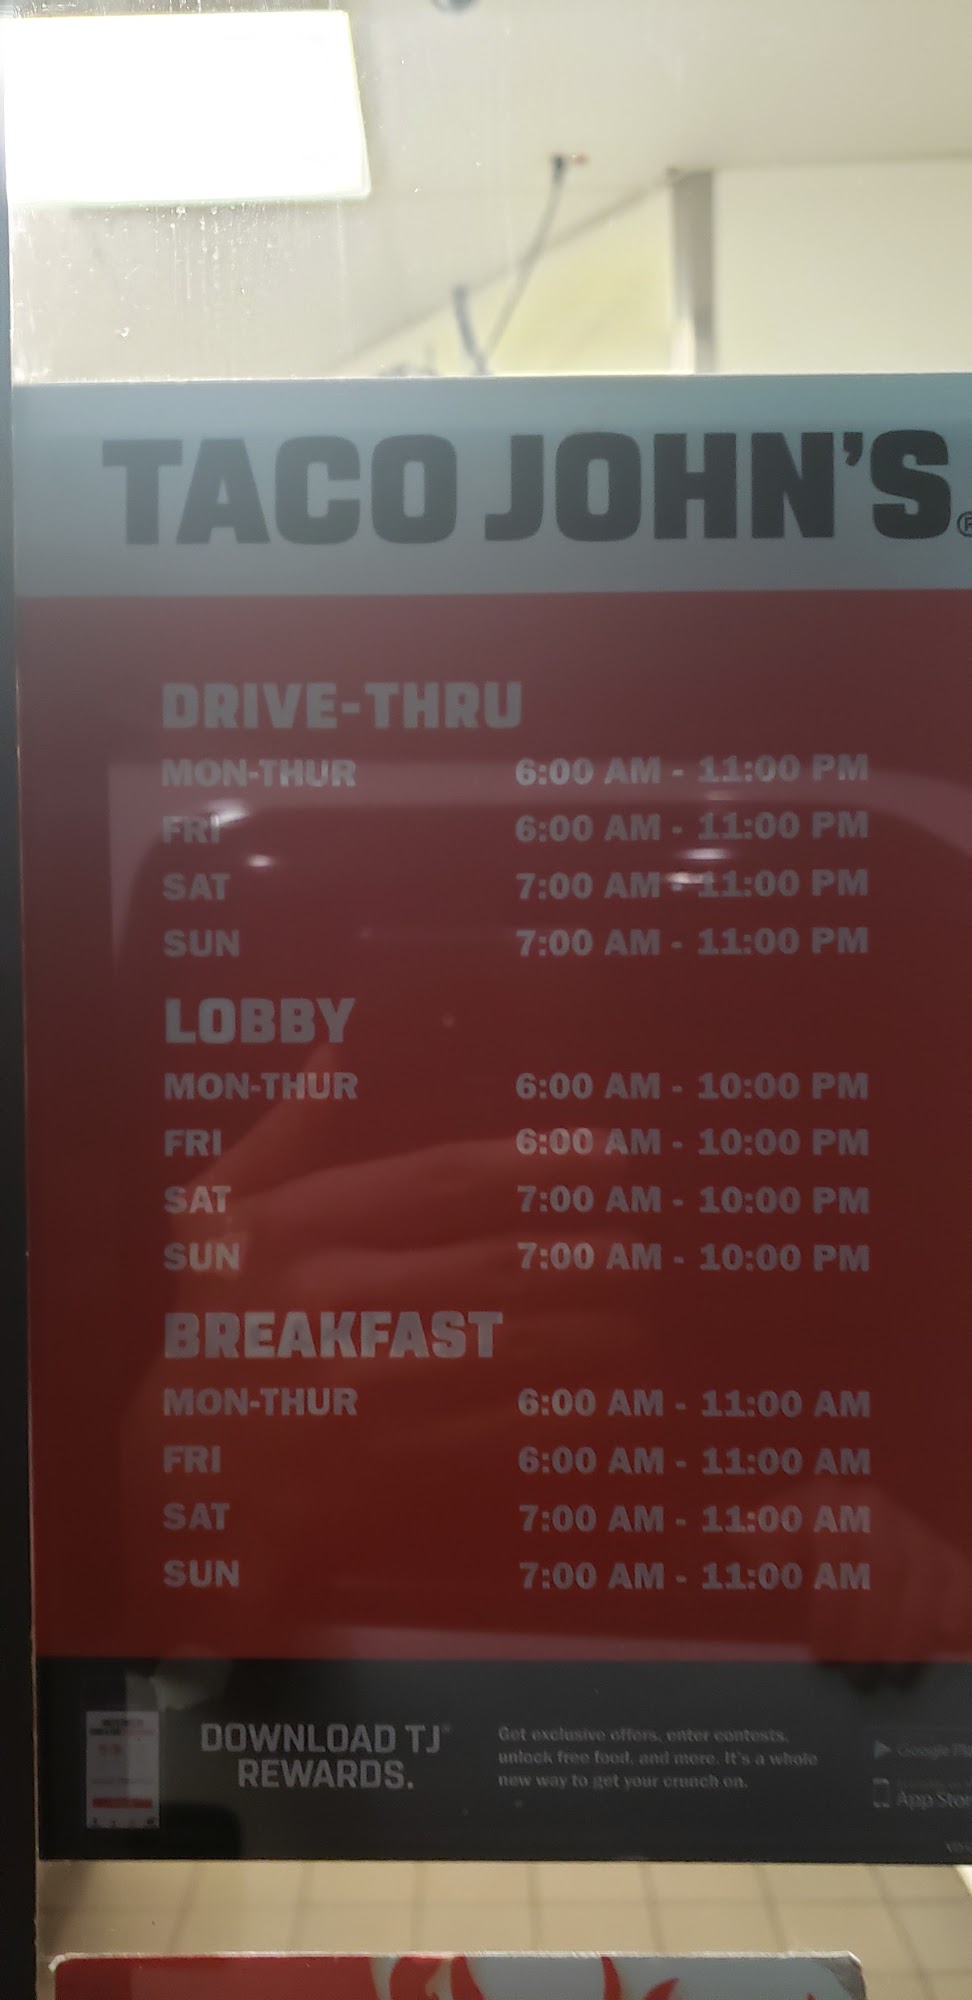 TACO JOHN'S®
DRIVE-THRU
MON-THUR 6:00 AM - 11:00 PM
FRI 6:00 AM - 11:00 PM
SAT 7:00 AM - 11:00 PM
SUN 7:00 AM - 11:00 PM
LOBBY
MON-THUR 6:00 AM - 10:00 PM
FRI 6:00 AM - 10:00 PM
SAT 7:00 AM - 10:00 PM
SUN 7:00 AM - 10:00 PM
BREAKFAST
MON-THUR 6:00 AM - 11:00 AM
FRI 6:00 AM - 11:00 AM
SAT 7:00 AM - 11:00 AM
SUN 7:00 AM - 11:00 AM
DOWNLOAD TJ
REWARDS.
Get exclusive offers, enter contests,
unlock free food, and more. It's a whole
new way to get your crunch on.
Google
App Stor